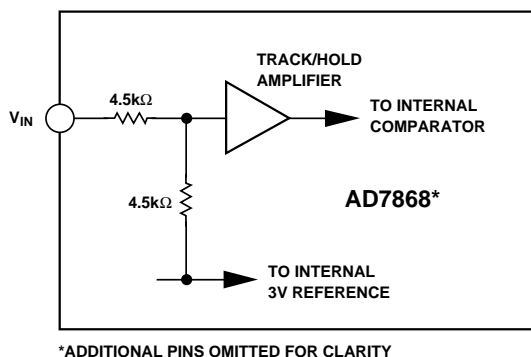 TRACK/HOLD
AMPLIFIER
4.5kΩ
V_IN
TO INTERNAL
COMPARATOR
4.5kΩ
AD7868*
TO INTERNAL
3V REFERENCE
*ADDITIONAL PINS OMITTED FOR CLARITY